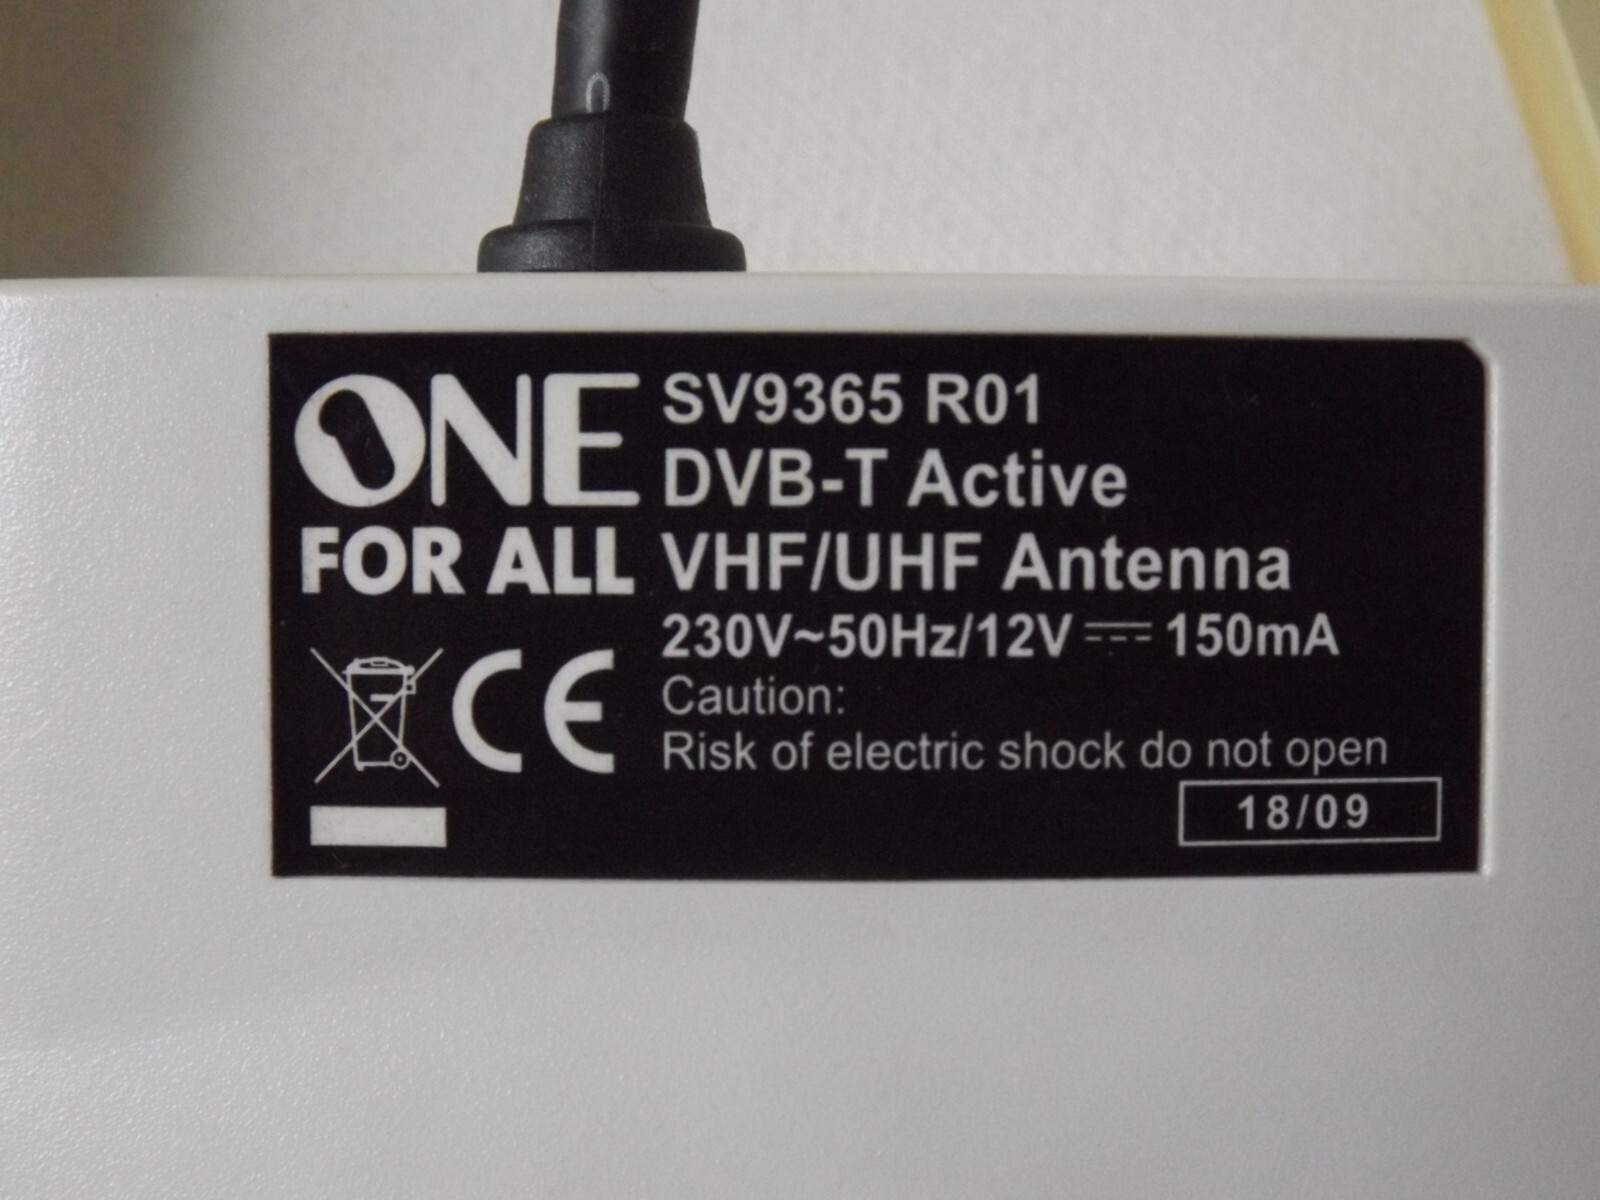 ONE
FOR ALL
SV9365 R01
DVB-T Active
VHF/UHF Antenna
230V~50Hz/12V ⎓ 150mA
Caution:
Risk of electric shock do not open
CE
18/09